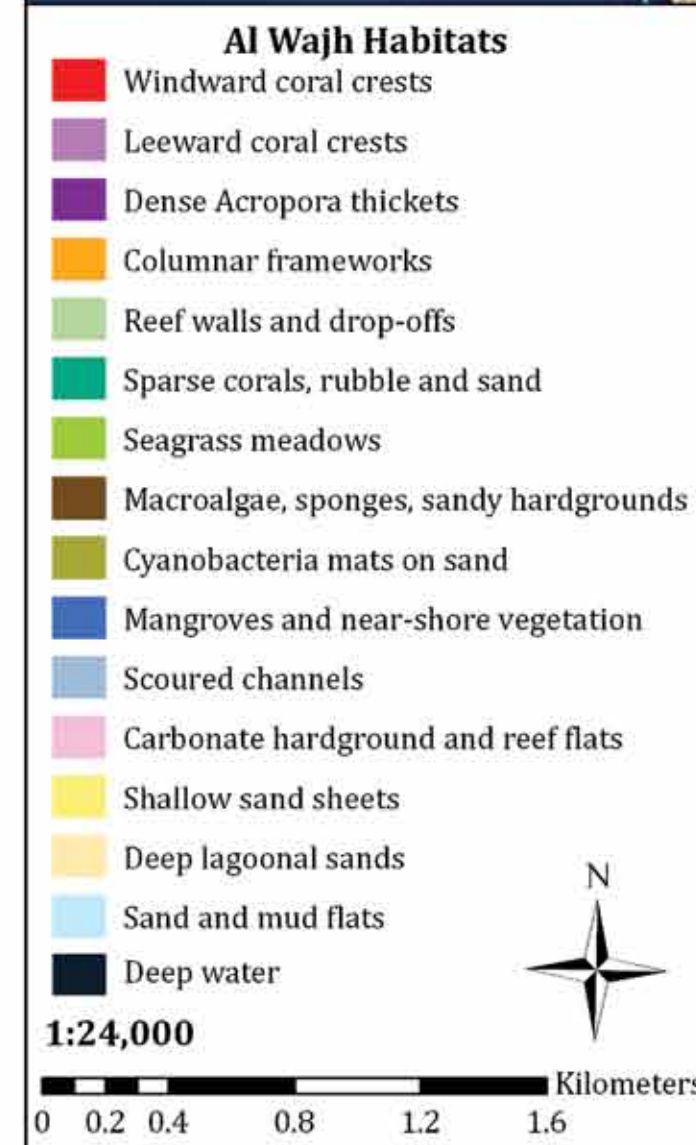 Al Wajh Habitats
Windward coral crests
Leeward coral crests
Dense Acropora thickets
Columnar frameworks
Reef walls and drop-offs
Sparse corals, rubble and sand
Seagrass meadows
Macroalgae, sponges, sandy hardgrounds
Cyanobacteria mats on sand
Mangroves and near-shore vegetation
Scoured channels
Carbonate hardground and reef flats
Shallow sand sheets
Deep lagoonal sands
N
Sand and mud flats
Deep water
1:24,000
Kilometers
0 0.2 0.4 0.8 1.2 1.6